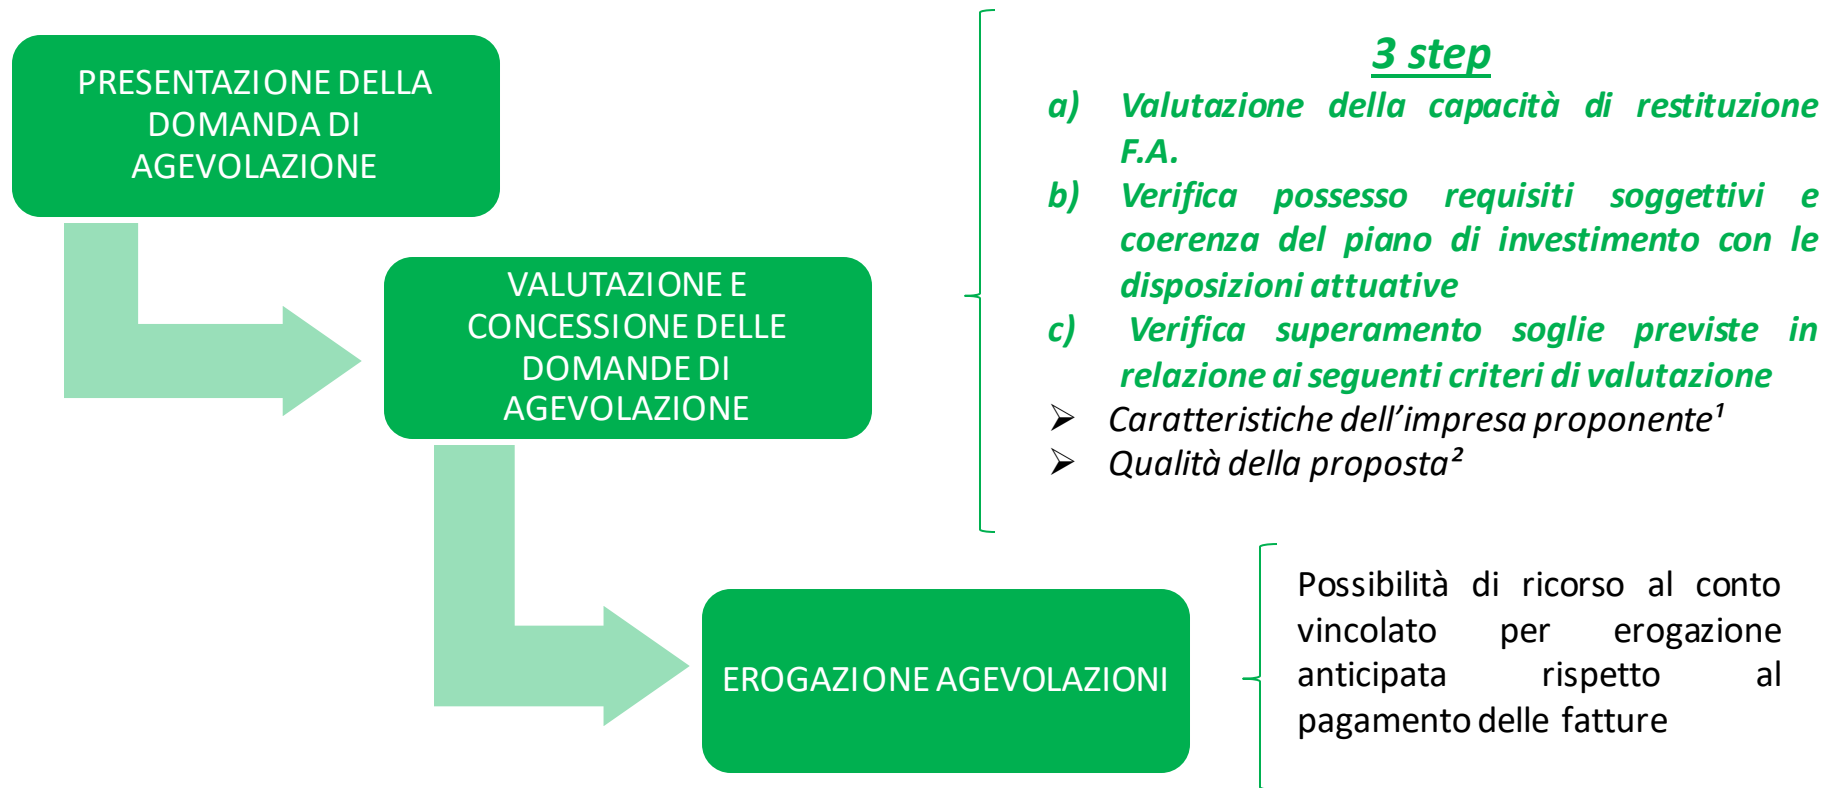 PRESENTAZIONE DELLA
DOMANDA DI
AGEVOLAZIONE
VALUTAZIONE E
CONCESSIONE DELLE
DOMANDE DI
AGEVOLAZIONE
3 step
a) Valutazione della capacità di restituzione
F.A.
b) Verifica possesso requisiti soggettivi e
coerenza del piano di investimento con le
disposizioni attuative
c) Verifica superamento soglie previste in
relazione ai seguenti criteri di valutazione
➢ Caratteristiche dell’impresa proponente¹
➢ Qualità della proposta²
EROGAZIONE AGEVOLAZIONI
Possibilità di ricorso al conto
vincolato per erogazione
anticipata rispetto al
pagamento delle fatture